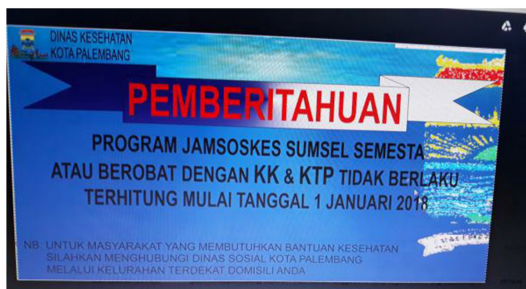 DINAS KESEHATAN
KOTA PALEMBANG
PEMBERITAHUAN
PROGRAM JAMSOSKES SUMSEL SEMESTA
ATAU BEROBAT DENGAN KK & KTP TIDAK BERLAKU
TERHITUNG MULAI TANGGAL 1 JANUARI 2018
NB: UNTUK MASYARAKAT YANG MEMBUTUHKAN BANTUAN KESEHATAN
SILAHKAN MENGHUBUNGI DINAS SOSIAL KOTA PALEMBANG
MELALUI KELURAHAN TERDEKAT DOMISILI ANDA